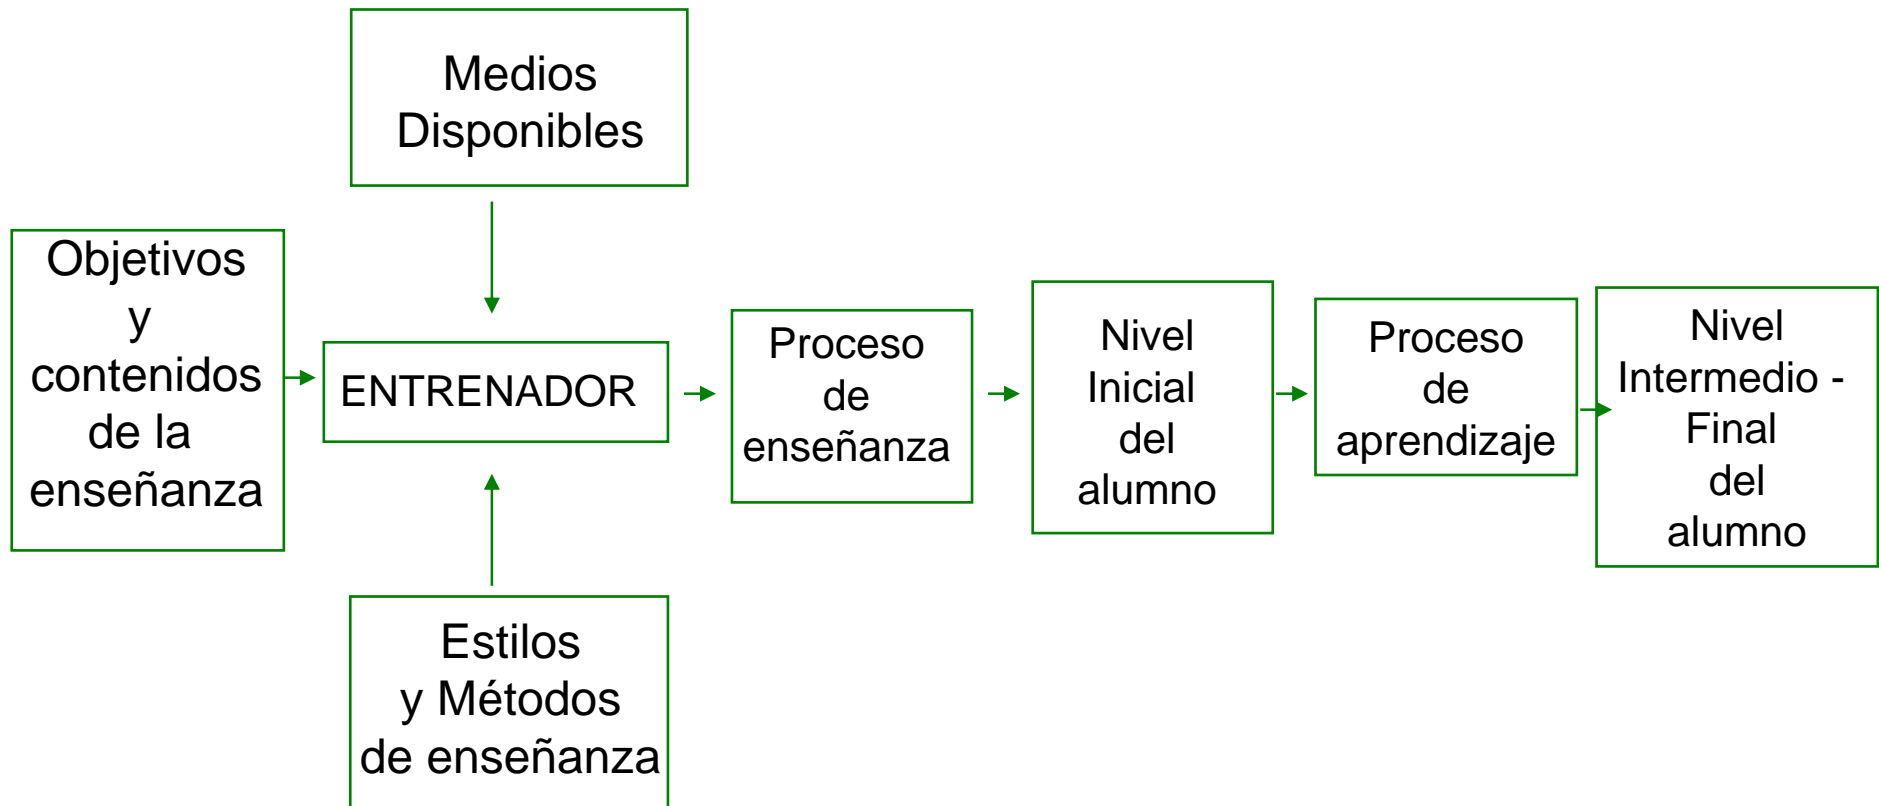 Medios
Disponibles
Objetivos
y
contenidos
de la
enseñanza
ENTRENADOR
Proceso
de
enseñanza
Nivel
Inicial
del
alumno
Proceso
de
aprendizaje
Nivel
Intermedio -
Final
del
alumno
Estilos
y Métodos
de enseñanza